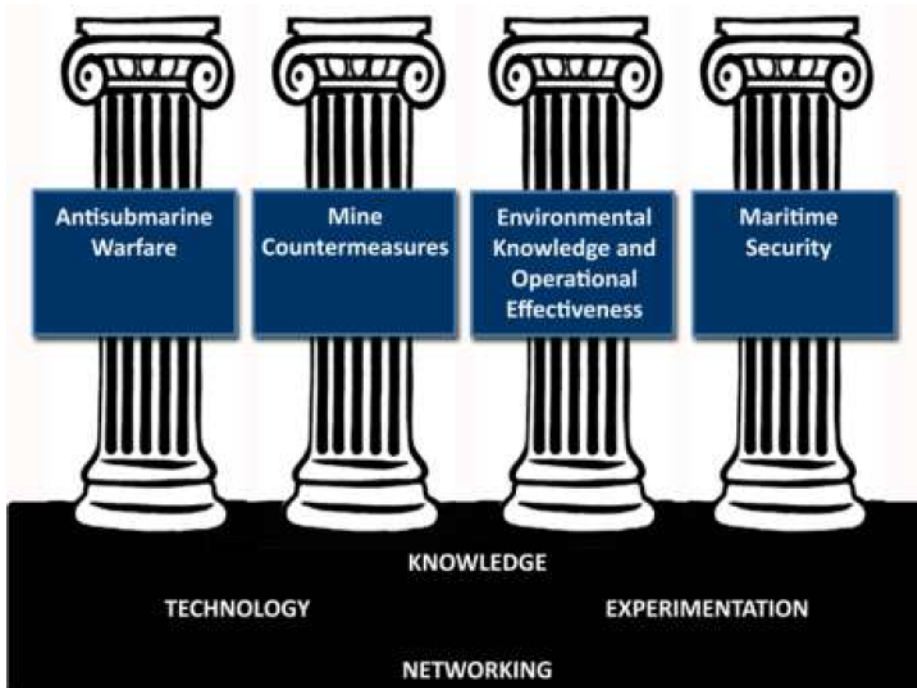 Antisubmarine
Warfare
Mine
Countermeasures
Environmental
Knowledge and
Operational
Effectiveness
Maritime
Security
KNOWLEDGE
TECHNOLOGY
EXPERIMENTATION
NETWORKING